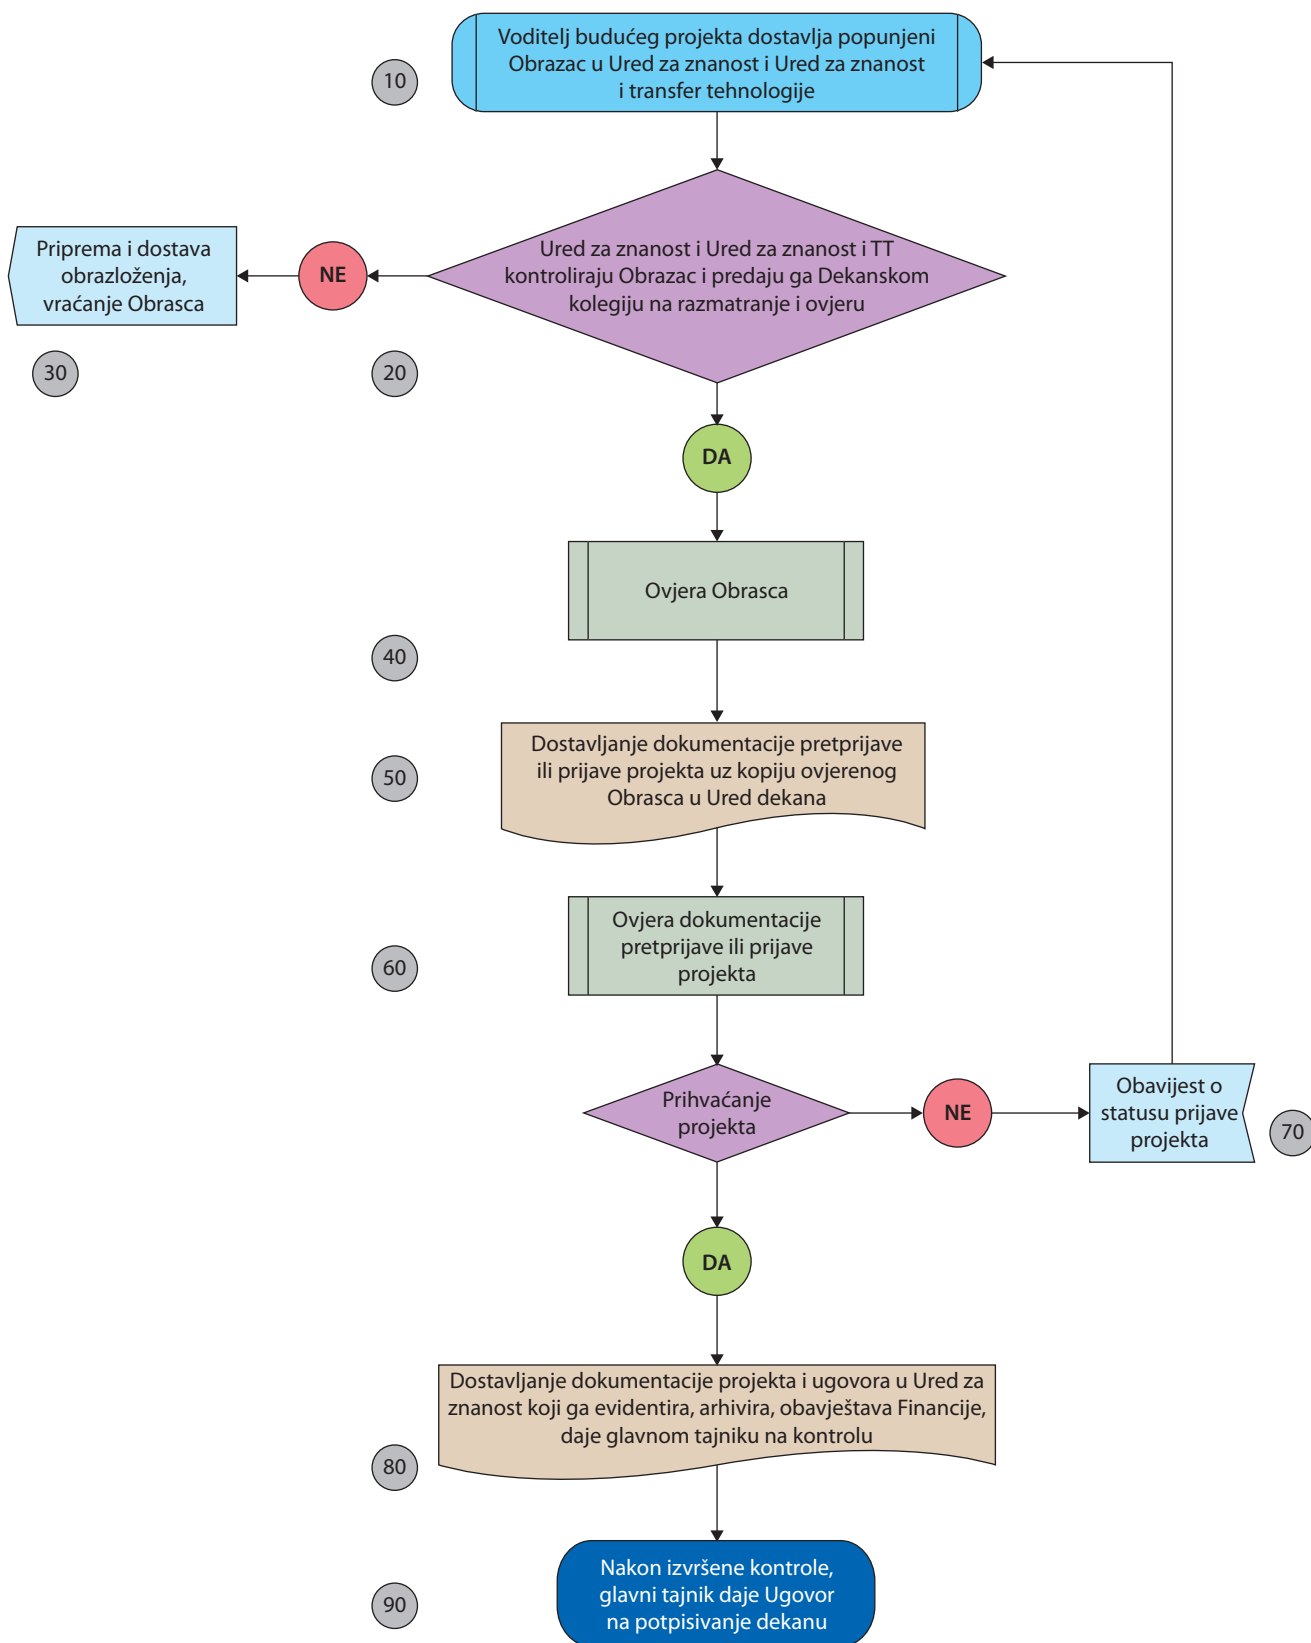 Voditelj budućeg projekta dostavlja popunjeni
Obrazac u Ured za znanost i Ured za znanost
i transfer tehnologije
10
Ured za znanost i Ured za znanost i TT
kontroliraju Obrazac i predaju ga Dekanskom
kolegiju na razmatranje i ovjeru
NE
Priprema i dostava
obrazloženja,
vraćanje Obrasca
30
20
DA
Ovjera Obrasca
40
Dostavljanje dokumentacije pretprijave
ili prijave projekta uz kopiju ovjerenog
Obrasca u Ured dekana
50
Ovjera dokumentacije
pretprijave ili prijave
projekta
60
Prihvaćanje
projekta
NE
Obavijest o
statusu prijave
projekta
70
DA
Dostavljanje dokumentacije projekta i ugovora u Ured za
znanost koji ga evidentira, arhivira, obavještava Financije,
daje glavnom tajniku na kontrolu
80
Nakon izvršene kontrole,
glavni tajnik daje Ugovor
na potpisivanje dekanu
90